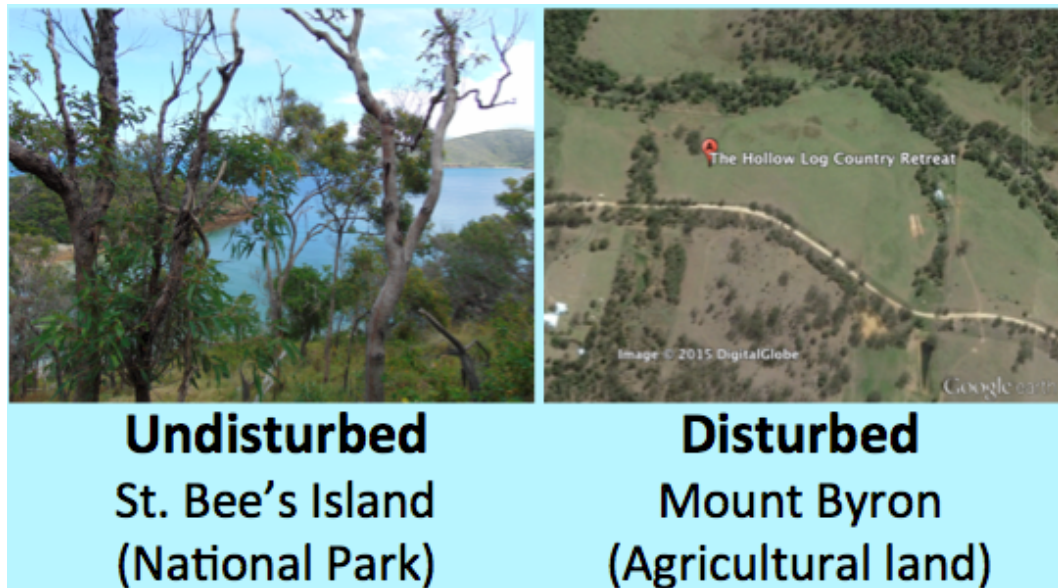 The Hollow Log Country Retreat
Image © 2015 DigitalGlobe
Google earth
Undisturbed
St. Bee's Island
(National Park)
Disturbed
Mount Byron
(Agricultural land)